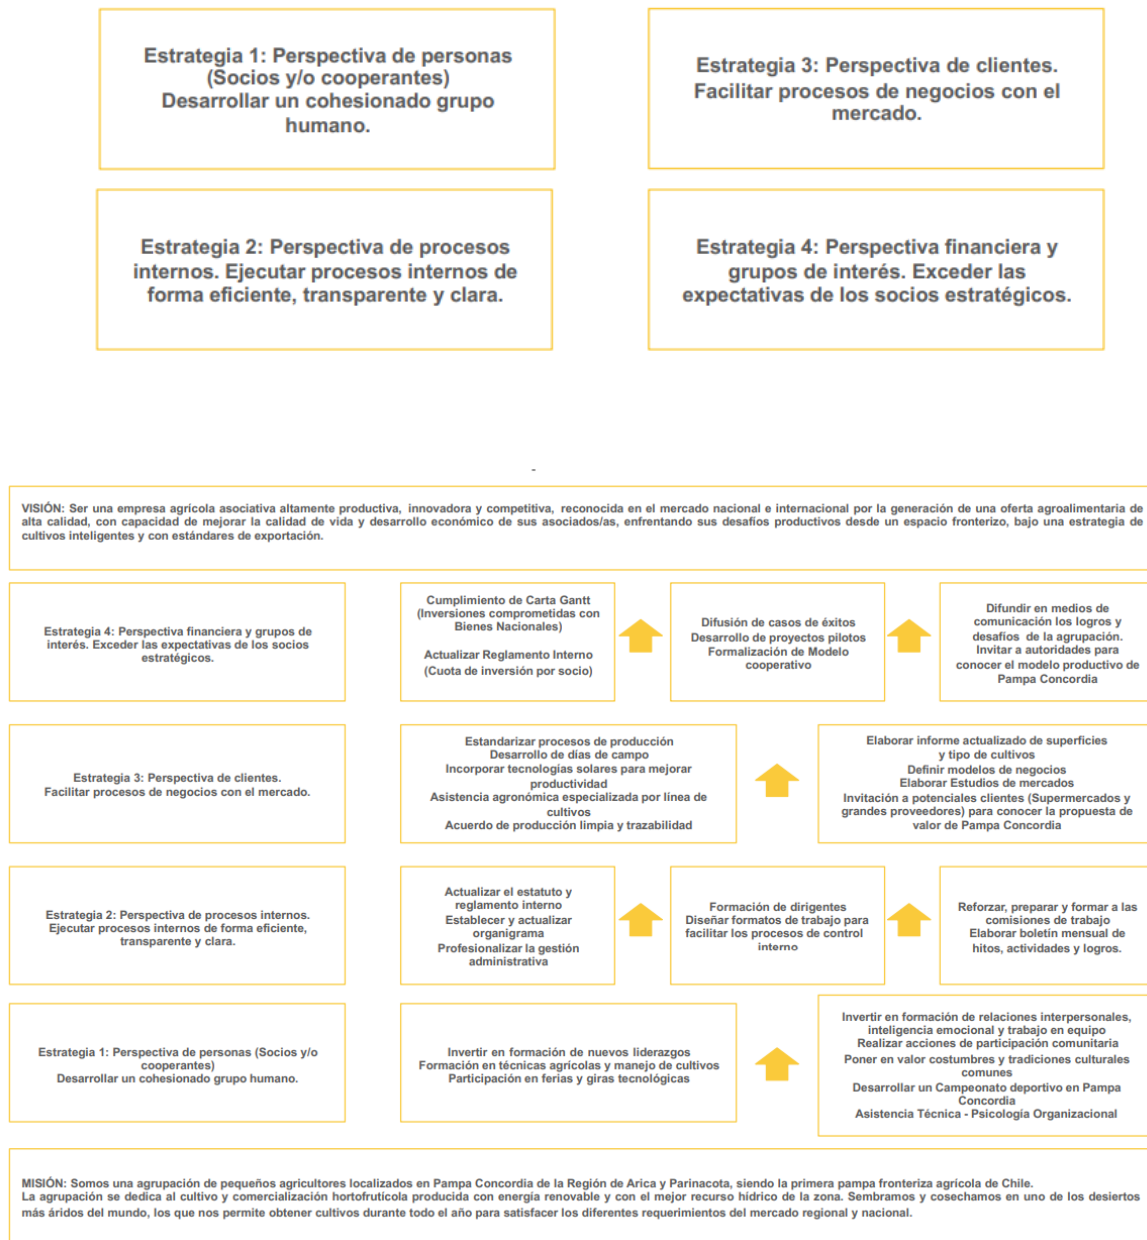 Estrategia 1: Perspectiva de personas
(Socios y/o cooperantes)
Desarrollar un cohesionado grupo
humano.
Estrategia 3: Perspectiva de clientes.
Facilitar procesos de negocios con el
mercado.
Estrategia 2: Perspectiva de procesos
internos. Ejecutar procesos internos de
forma eficiente, transparente y clara.
Estrategia 4: Perspectiva financiera y
grupos de interés. Exceder las
expectativas de los socios estratégicos.
-
VISIÓN: Ser una empresa agrícola asociativa altamente productiva, innovadora y competitiva, reconocida en el mercado nacional e internacional por la generación de una oferta agroalimentaria de
alta calidad, con capacidad de mejorar la calidad de vida y desarrollo económico de sus asociados/as, enfrentando sus desafíos productivos desde un espacio fronterizo, bajo una estrategia de
cultivos inteligentes y con estándares de exportación.
Estrategia 4: Perspectiva financiera y grupos de
interés. Exceder las expectativas de los socios
estratégicos.
Cumplimiento de Carta Gantt
(Inversiones comprometidas con
Bienes Nacionales)
Actualizar Reglamento Interno
(Cuota de inversión por socio)
Difusión de casos de éxitos
Desarrollo de proyectos pilotos
Formalización de Modelo
cooperativo
Difundir en medios de
comunicación los logros y
desafíos de la agrupación.
Invitar a autoridades para
conocer el modelo productivo de
Pampa Concordia
Estrategia 3: Perspectiva de clientes.
Facilitar procesos de negocios con el mercado.
Estandarizar procesos de producción
Desarrollo de días de campo
Incorporar tecnologías solares para mejorar
productividad
Asistencia agronómica especializada por línea de
cultivos
Acuerdo de producción limpia y trazabilidad
Elaborar informe actualizado de superficies
y tipo de cultivos
Definir modelos de negocios
Elaborar Estudios de mercados
Invitación a potenciales clientes (Supermercados y
grandes proveedores) para conocer la propuesta de
valor de Pampa Concordia
Estrategia 2: Perspectiva de procesos internos.
Ejecutar procesos internos de forma eficiente,
transparente y clara.
Actualizar el estatuto y
reglamento interno
Establecer y actualizar
organigrama
Profesionalizar la gestión
administrativa
Formación de dirigentes
Diseñar formatos de trabajo para
facilitar los procesos de control
interno
Reforzar, preparar y formar a las
comisiones de trabajo
Elaborar boletín mensual de
hitos, actividades y logros.
Estrategia 1: Perspectiva de personas (Socios y/o
cooperantes)
Desarrollar un cohesionado grupo humano.
Invertir en formación de nuevos liderazgos
Formación en técnicas agrícolas y manejo de cultivos
Participación en ferias y giras tecnológicas
Invertir en formación de relaciones interpersonales,
inteligencia emocional y trabajo en equipo
Realizar acciones de participación comunitaria
Poner en valor costumbres y tradiciones culturales
comunes
Desarrollar un Campeonato deportivo en Pampa
Concordia
Asistencia Técnica - Psicología Organizacional
MISIÓN: Somos una agrupación de pequeños agricultores localizados en Pampa Concordia de la Región de Arica y Parinacota, siendo la primera pampa fronteriza agrícola de Chile.
La agrupación se dedica al cultivo y comercialización hortofrutícola producida con energía renovable y con el mejor recurso hídrico de la zona. Sembramos y cosechamos en uno de los desiertos
más áridos del mundo, los que nos permite obtener cultivos durante todo el año para satisfacer los diferentes requerimientos del mercado regional y nacional.